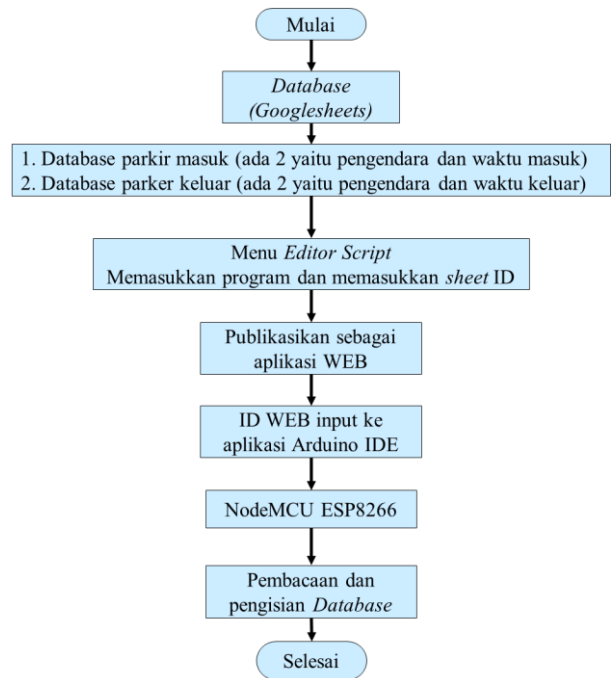 Mulai
Database
(Googlesheets)
1. Database parkir masuk (ada 2 yaitu pengendara dan waktu masuk)
2. Database parker keluar (ada 2 yaitu pengendara dan waktu keluar)
Menu Editor Script
Memasukkan program dan memasukkan sheet ID
Publikasikan sebagai
aplikasi WEB
ID WEB input ke
aplikasi Arduino IDE
NodeMCU ESP8266
Pembacaan dan
pengisian Database
Selesai